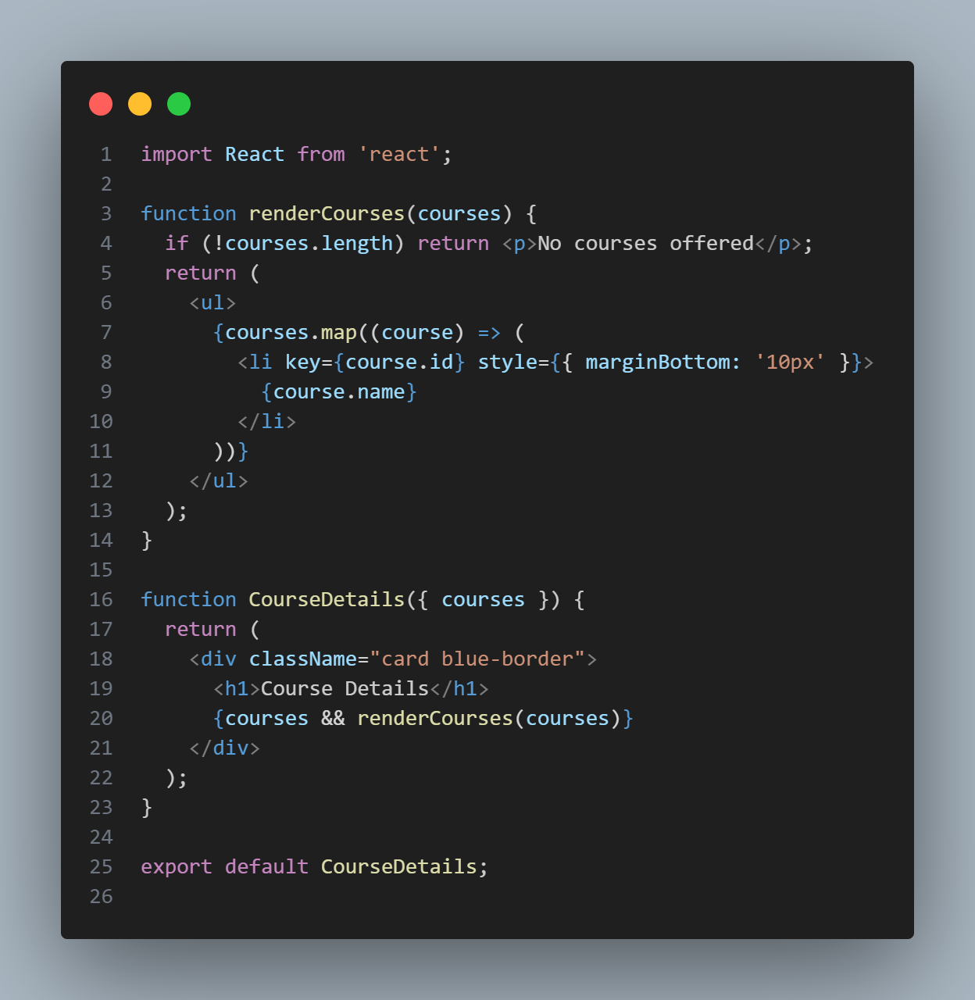 1 import React from 'react';
2
3 function renderCourses(courses) {
4   if (!courses.length) return <p>No courses offered</p>;
5   return (
6     <ul>
7       {courses.map((course) => (
8         <li key={course.id} style={{ marginBottom: '10px' }}>
9           {course.name}
10         </li>
11       ))}
12     </ul>
13   );
14 }
15
16 function CourseDetails({ courses }) {
17   return (
18     <div className="card blue-border">
19       <h1>Course Details</h1>
20       {courses && renderCourses(courses)}
21     </div>
22   );
23 }
24
25 export default CourseDetails;
26